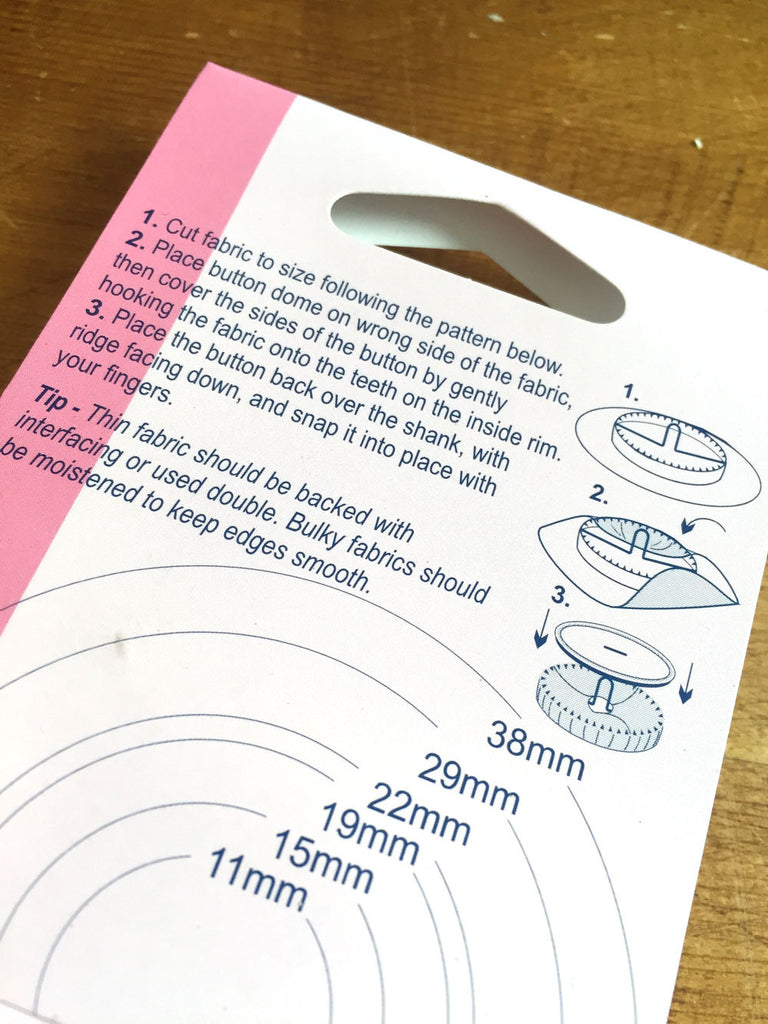 1. Cut fabric to size following the pattern below.
2. Place button dome on wrong side of the fabric,
then cover the sides of the button by gently
hooking the fabric onto the teeth on the inside rim.
3. Place the button back over the shank, with
ridge facing down, and snap it into place with
your fingers.
Tip - Thin fabric should be backed with
interfacing or used double. Bulky fabrics should
be moistened to keep edges smooth.
1.
2.
3.
38mm
29mm
22mm
19mm
15mm
11mm